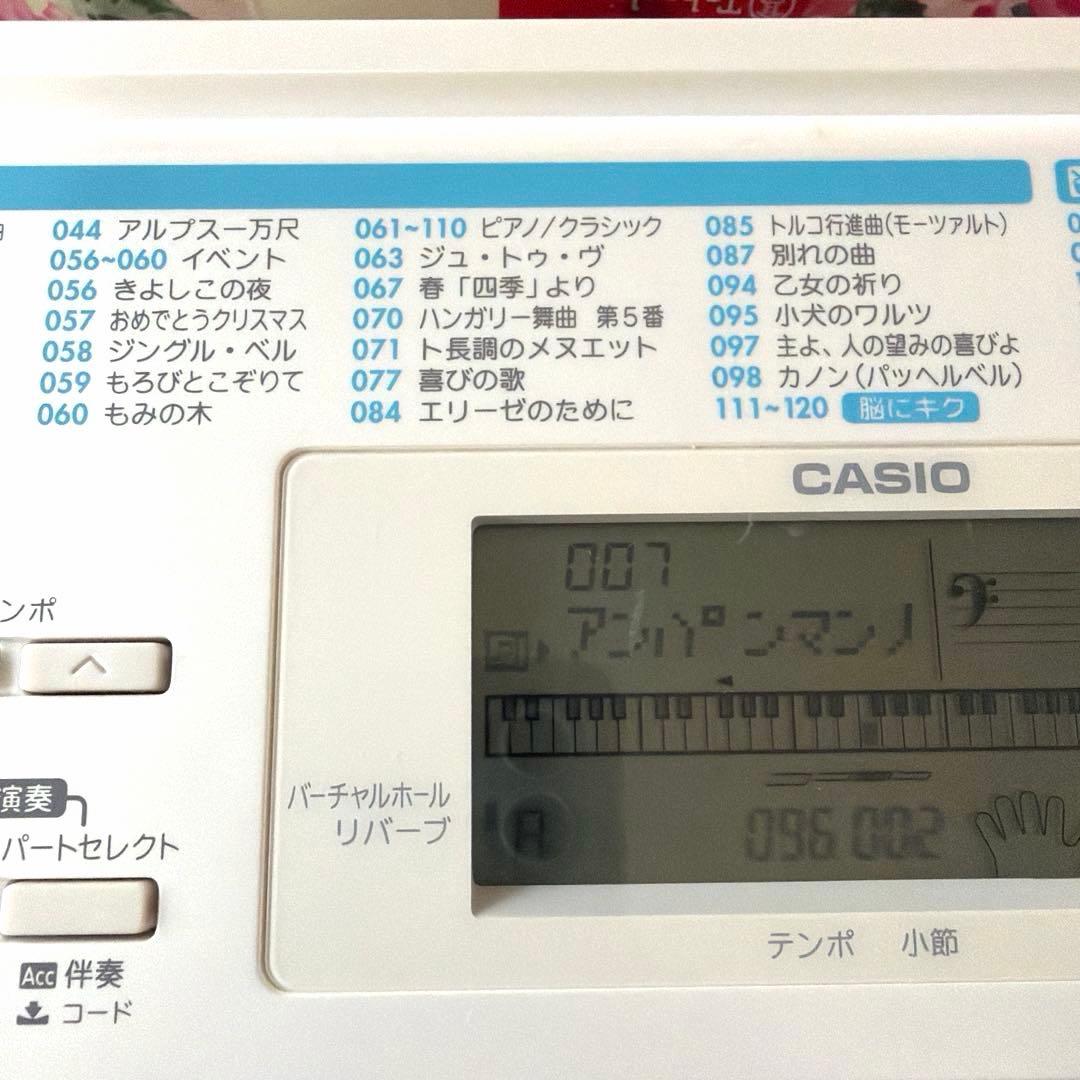 044 アルプス一万尺
056~060 イベント
056 きよしこの夜
057 おめでとうクリスマス
058 ジングル・ベル
059 もろびとこぞりて
060 もみの木
061~110 ピアノ/クラシック
063 ジュ・トゥ・ヴ
067 春「四季」より
070 ハンガリー舞曲 第5番
071 ト長調のメヌエット
077 喜びの歌
084 エリーゼのために
085 トルコ行進曲(モーツァルト)
087 別れの曲
094 乙女の祈り
095 小犬のワルツ
097 主よ、人の望みの喜びよ
098 カノン(パッヘルベル)
111~120 脳にキク
CASIO
007
アンパンマンノ
A
096 002
テンポ 小節
バーチャルホール
リバーブ
ンポ
演奏
パートセレクト
Acc 伴奏
コード